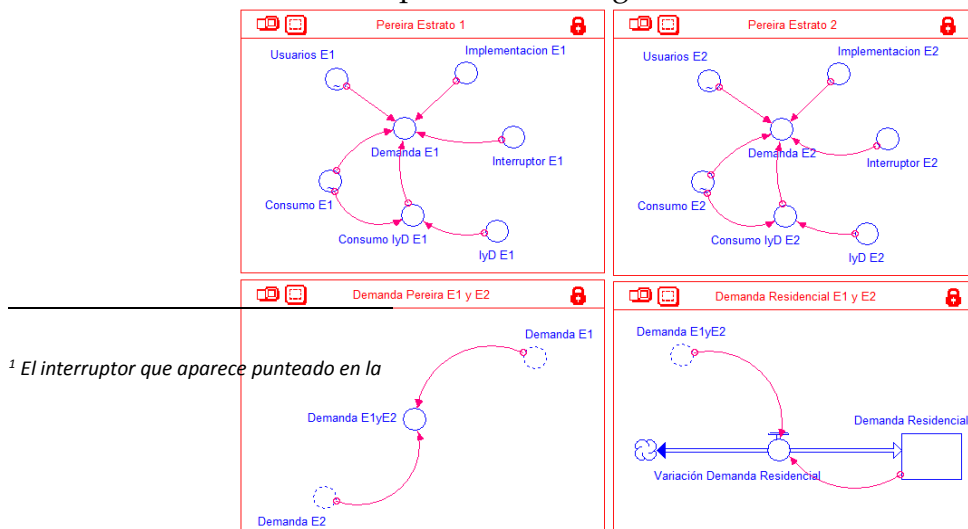 Pereira Estrato 1
Usuarios E1
Implementacion E1
Demanda E1
Interruptor E1
Consumo E1
Consumo IyD E1
IyD E1
Pereira Estrato 2
Usuarios E2
Implementacion E2
Demanda E2
Interruptor E2
Consumo E2
Consumo IyD E2
IyD E2
Demanda Pereira E1 y E2
Demanda E1
Demanda E1yE2
Demanda E2
Demanda Residencial E1 y E2
Demanda E1yE2
Demanda Residencial
Variación Demanda Residencial
1 El interruptor que aparece punteado en la